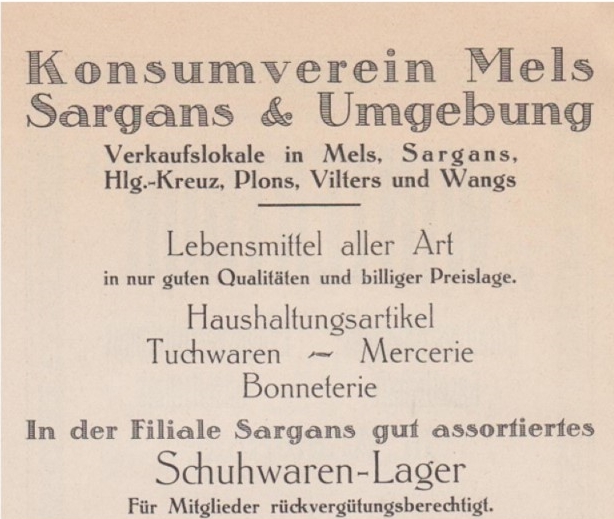 Konsumverein Mels
Sargans & Umgebung
Verkaufslokale in Mels, Sargans,
Hlg.-Kreuz, Plons, Vilters und Wangs
Lebensmittel aller Art
in nur guten Qualitäten und billiger Preislage.
Haushaltungsartikel
Tuchwaren ~ Mercerie
Bonneterie
In der Filiale Sargans gut assortiertes
Schuhwaren-Lager
Für Mitglieder rückvergütungsberechtigt.